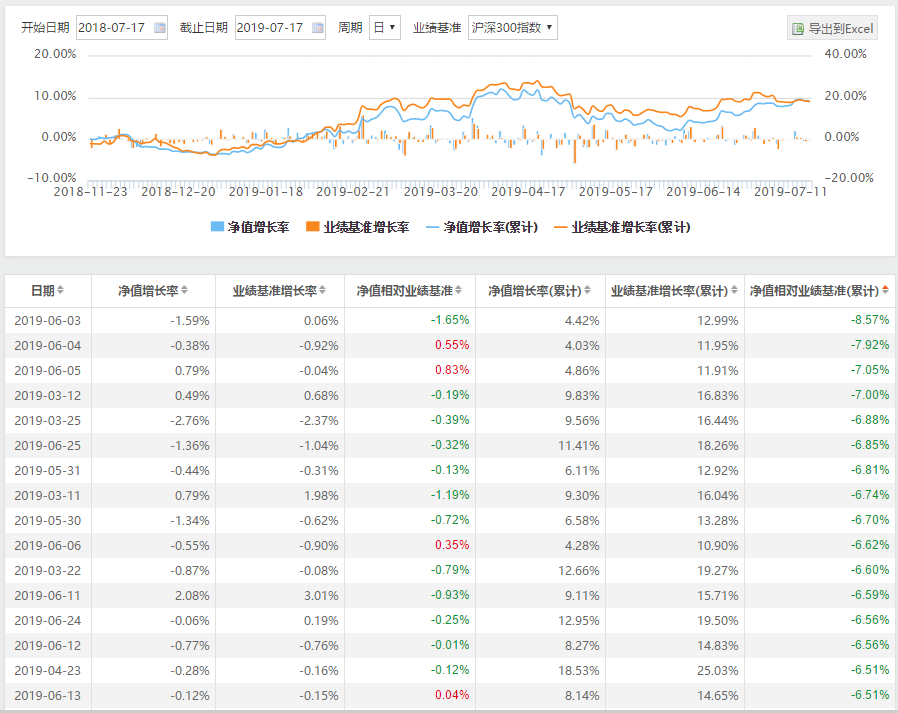 开始日期 2018-07-17 截止日期 2019-07-17 周期 日 业绩基准 沪深300指数 导出到Excel
20.00% 40.00%
10.00% 20.00%
0.00% 0.00%
-10.00% -20.00%
2018-11-23 2018-12-20 2019-01-18 2019-02-21 2019-03-20 2019-04-17 2019-05-17 2019-06-14 2019-07-11
净值增长率 业绩基准增长率 净值增长率(累计) 业绩基准增长率(累计)
日期 净值增长率 业绩基准增长率 净值相对业绩基准 净值增长率(累计) 业绩基准增长率(累计) 净值相对业绩基准(累计)
2019-06-03 -1.59% 0.06% -1.65% 4.42% 12.99% -8.57%
2019-06-04 -0.38% -0.92% 0.55% 4.03% 11.95% -7.92%
2019-06-05 0.79% -0.04% 0.83% 4.86% 11.91% -7.05%
2019-03-12 0.49% 0.68% -0.19% 9.83% 16.83% -7.00%
2019-03-25 -2.76% -2.37% -0.39% 9.56% 16.44% -6.88%
2019-06-25 -1.36% -1.04% -0.32% 11.41% 18.26% -6.85%
2019-05-31 -0.44% -0.31% -0.13% 6.11% 12.92% -6.81%
2019-03-11 0.79% 1.98% -1.19% 9.30% 16.04% -6.74%
2019-05-30 -1.34% -0.62% -0.72% 6.58% 13.28% -6.70%
2019-06-06 -0.55% -0.90% 0.35% 4.28% 10.90% -6.62%
2019-03-22 -0.87% -0.08% -0.79% 12.66% 19.27% -6.60%
2019-06-11 2.08% 3.01% -0.93% 9.11% 15.71% -6.59%
2019-06-24 -0.06% 0.19% -0.25% 12.95% 19.50% -6.56%
2019-06-12 -0.77% -0.76% -0.01% 8.27% 14.83% -6.56%
2019-04-23 -0.28% -0.16% -0.12% 18.53% 25.03% -6.51%
2019-06-13 -0.12% -0.15% 0.04% 8.14% 14.65% -6.51%